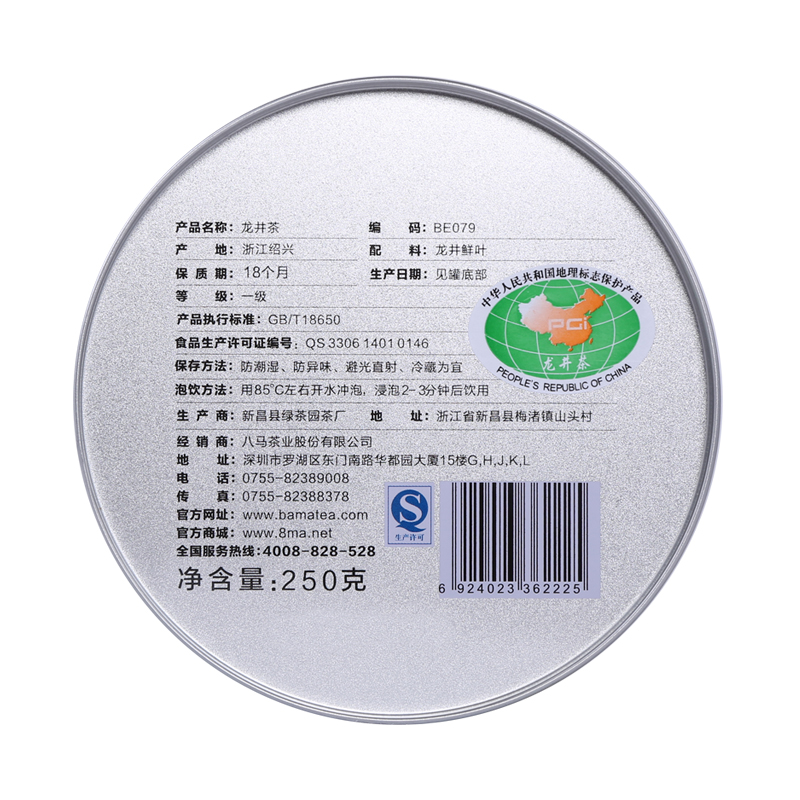 产品名称：龙井茶 编 码：BE079
产 地：浙江绍兴 配 料：龙井鲜叶
保 质 期：18个月 生产日期：见罐底部
等 级：一级
产品执行标准：GB/T18650
食品生产许可证编号：QS 3306 1401 0146
保存方法：防潮湿、防异味、避光直射、冷藏为宜
泡饮方法：用85℃左右开水冲泡，浸泡2-3分钟后饮用
生 产 商：新昌县绿茶园茶厂 地 址：浙江省新昌县梅渚镇山头村
经 销 商：八马茶业股份有限公司
地 址：深圳市罗湖区东门南路华都园大厦15楼G,H,J,K,L
电 话：0755-82389008
传 真：0755-82388378
官方网址：www.bamatea.com
官方商城：www.8ma.net
全国服务热线：4008-828-528
净含量：250克
中华人民共和国地理标志保护产品
PGI
龙井茶
PEOPLE'S REPUBLIC OF CHINA
QS
生产许可
6 924023 362225